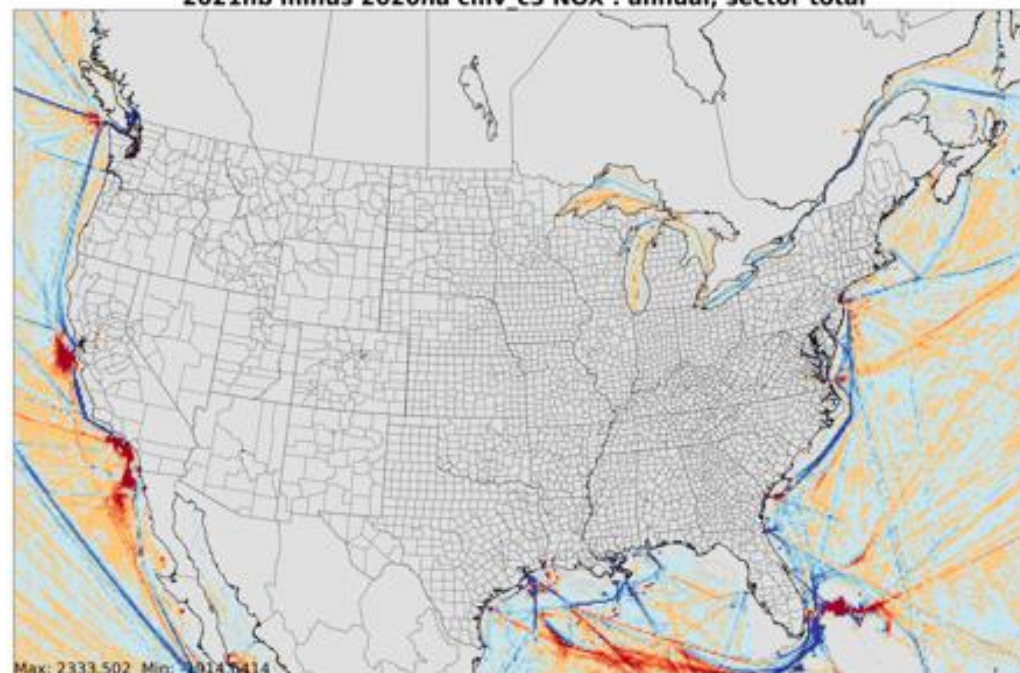 2021hb minus 2020ha cmv_c3 NOX : annual, sector total
Max: 2333.502 Min: